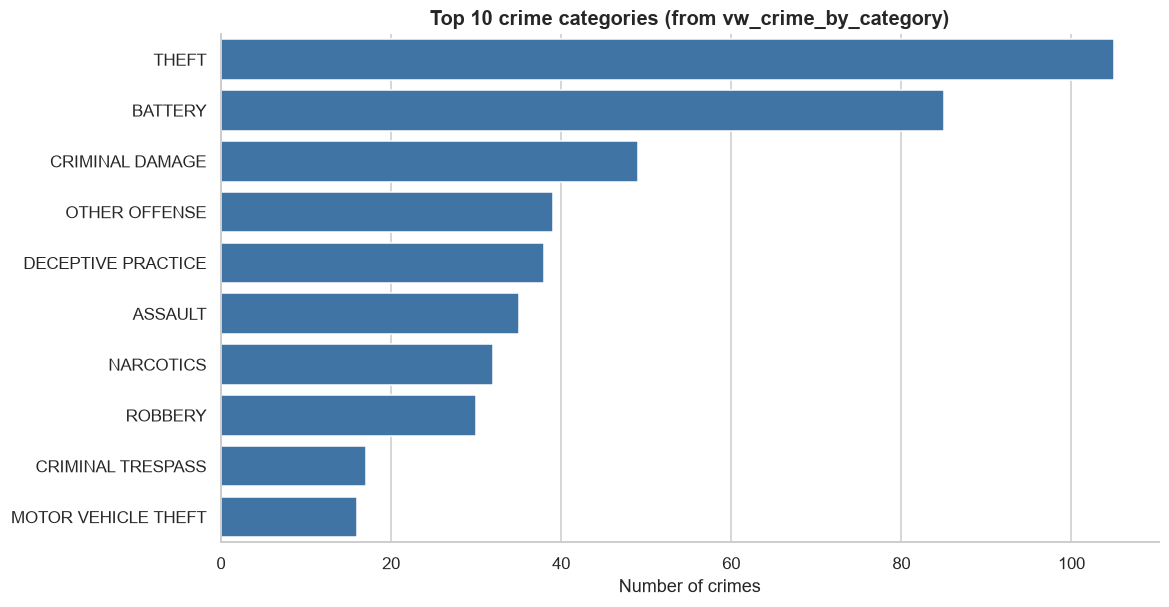 Top 10 crime categories (from vw_crime_by_category)
THEFT
BATTERY
CRIMINAL DAMAGE
OTHER OFFENSE
DECEPTIVE PRACTICE
ASSAULT
NARCOTICS
ROBBERY
CRIMINAL TRESPASS
MOTOR VEHICLE THEFT
0 20 40 60 80 100
Number of crimes